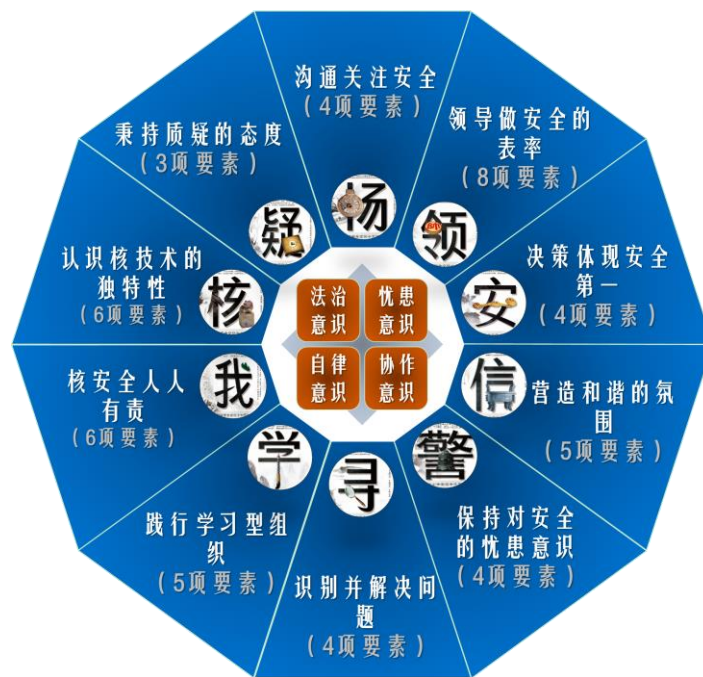 沟通关注安全
（4项要素）
杨
领导做安全的
表率
（8项要素）
领
决策体现安全
第一
（4项要素）
安
营造和谐的氛
围
（5项要素）
信
保持对安全
的忧患意识
（4项要素）
警
识别并解决问
题
（4项要素）
寻
践行学习型组
织
（5项要素）
学
核安全人人
有责
（6项要素）
我
认识核技术的
独特性
（6项要素）
核
秉持质疑的态度
（3项要素）
疑
法治
意识
忧患
意识
自律
意识
协作
意识